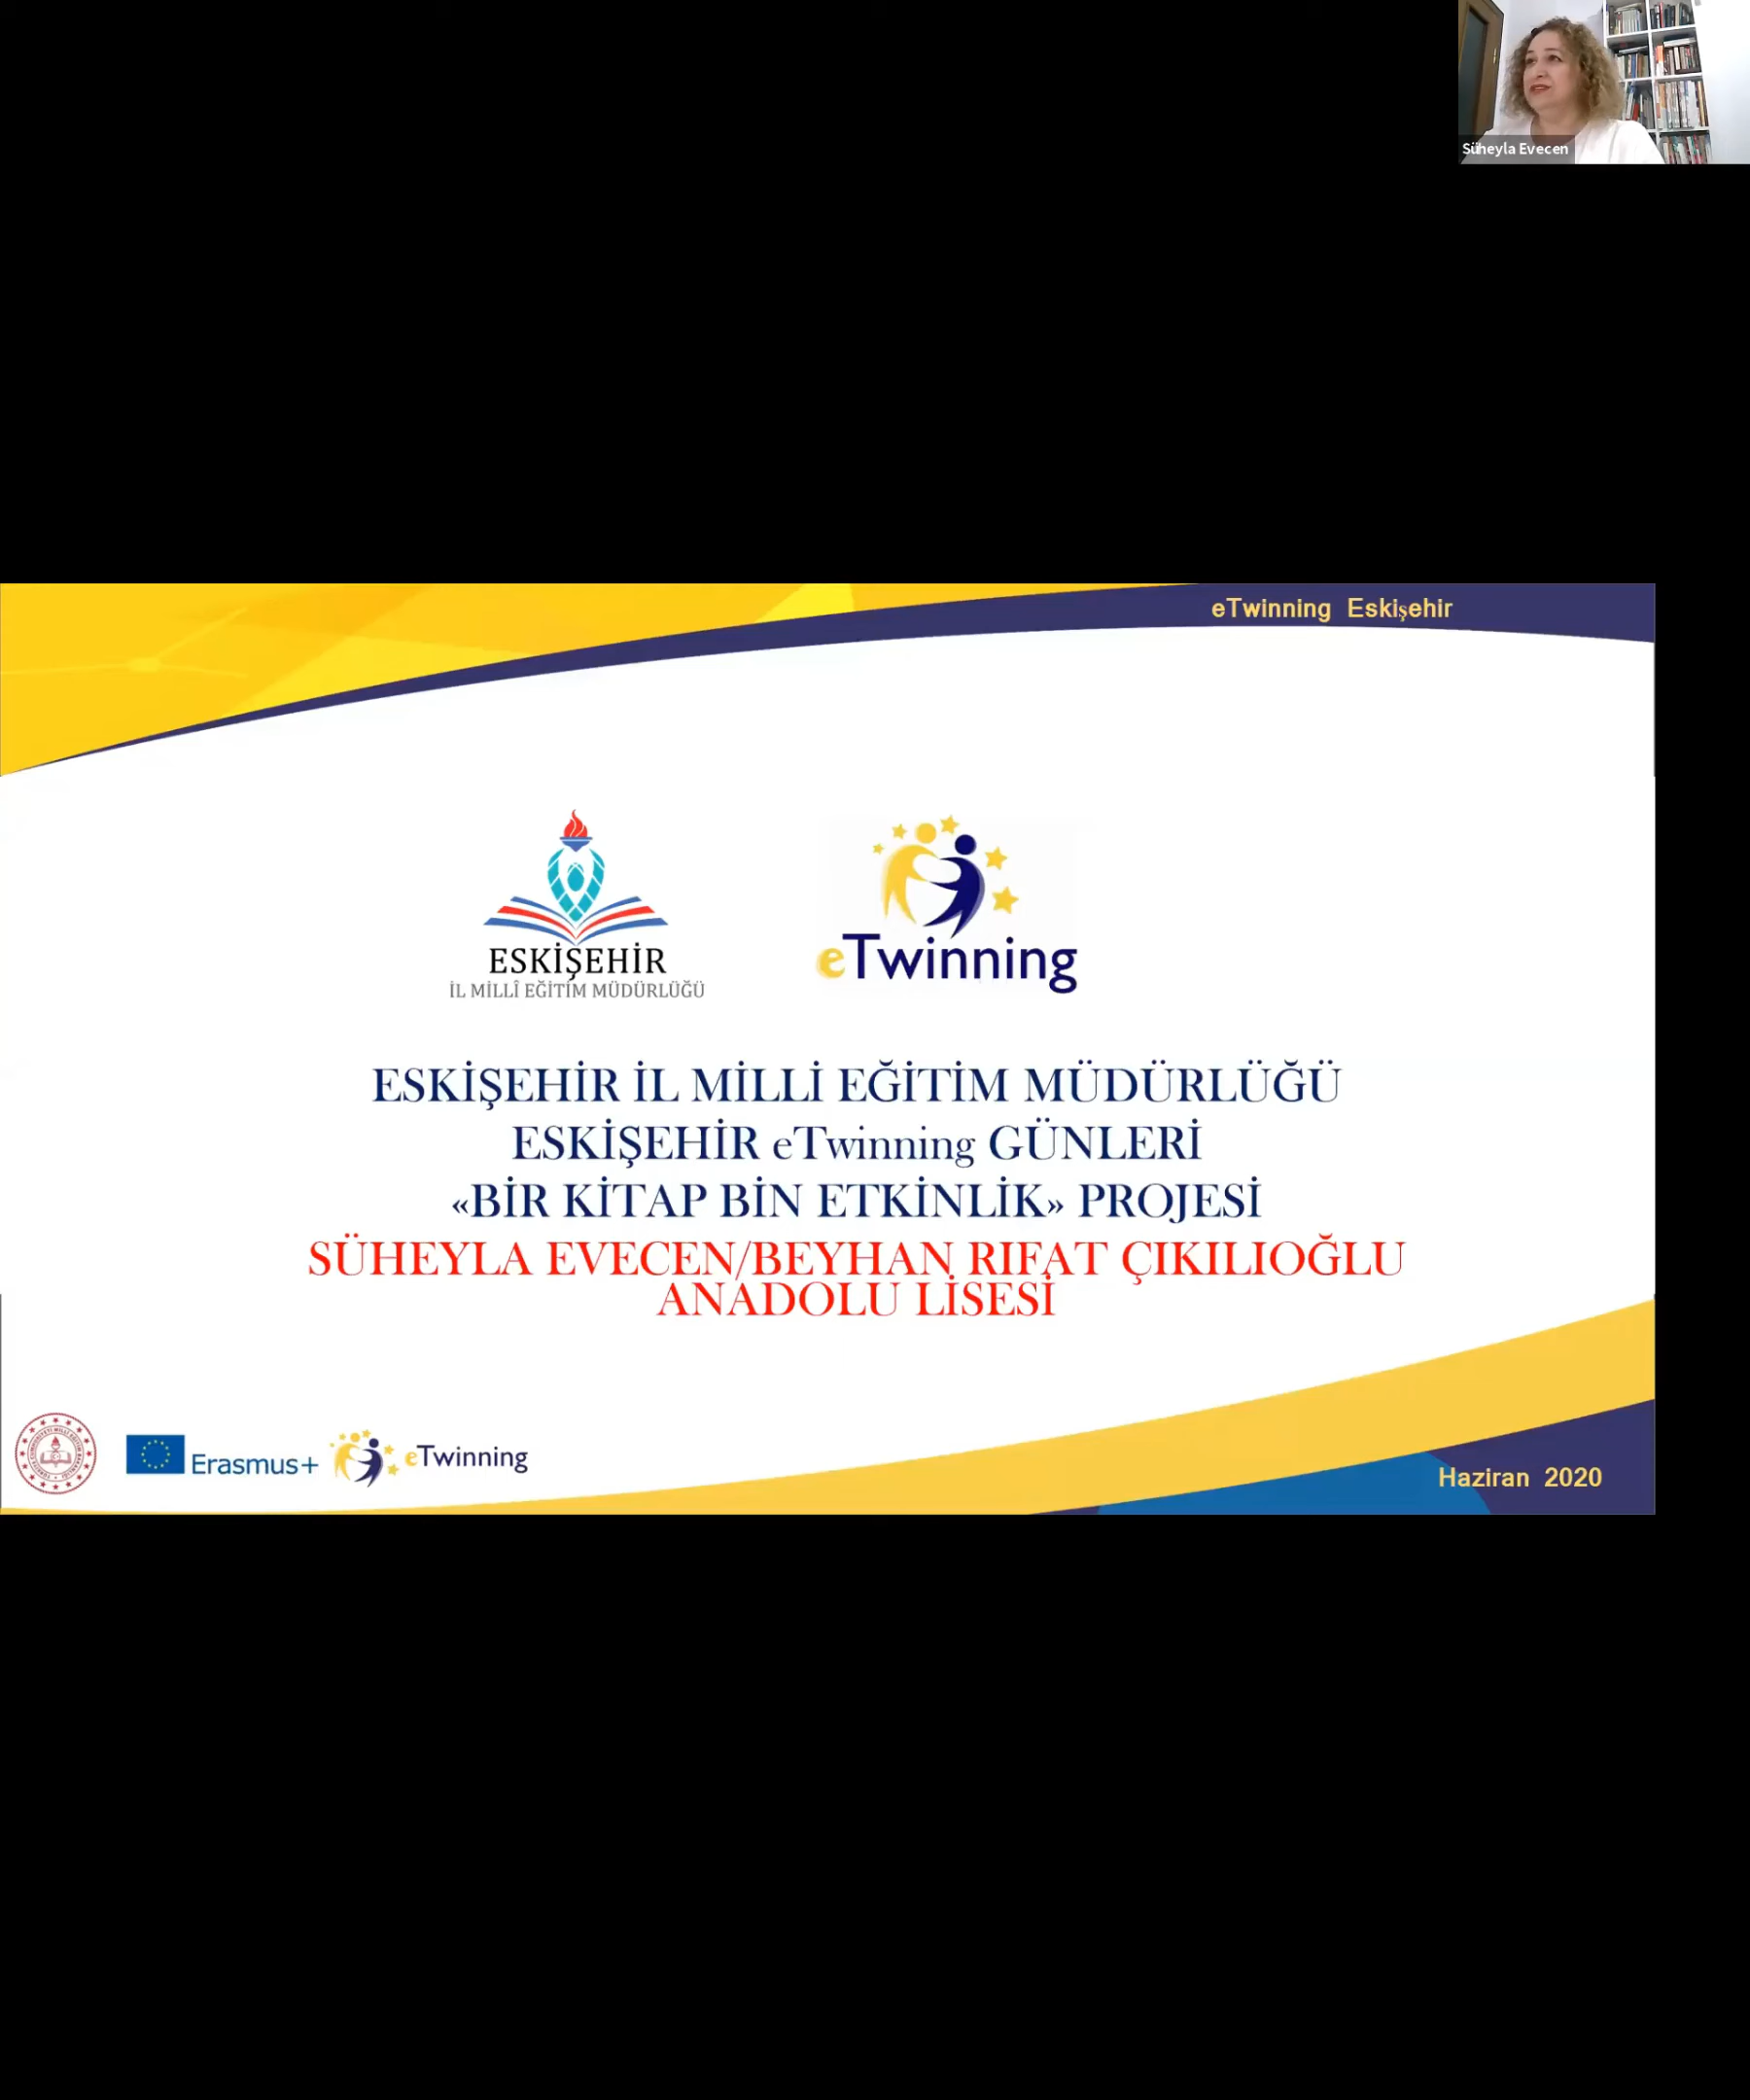 Süheyla Evecen
eTwinning Eskişehir
ESKİŞEHİR
İL MİLLÎ EĞİTİM MÜDÜRLÜĞÜ
eTwinning
ESKİŞEHİR İL MİLLİ EĞİTİM MÜDÜRLÜĞÜ
ESKİŞEHİR eTwinning GÜNLERİ
«BİR KİTAP BİN ETKİNLİK» PROJESİ
SÜHEYLA EVECEN/BEYHAN RIFAT ÇIKILIOĞLU
ANADOLU LİSESİ
Erasmus+
eTwinning
Haziran 2020